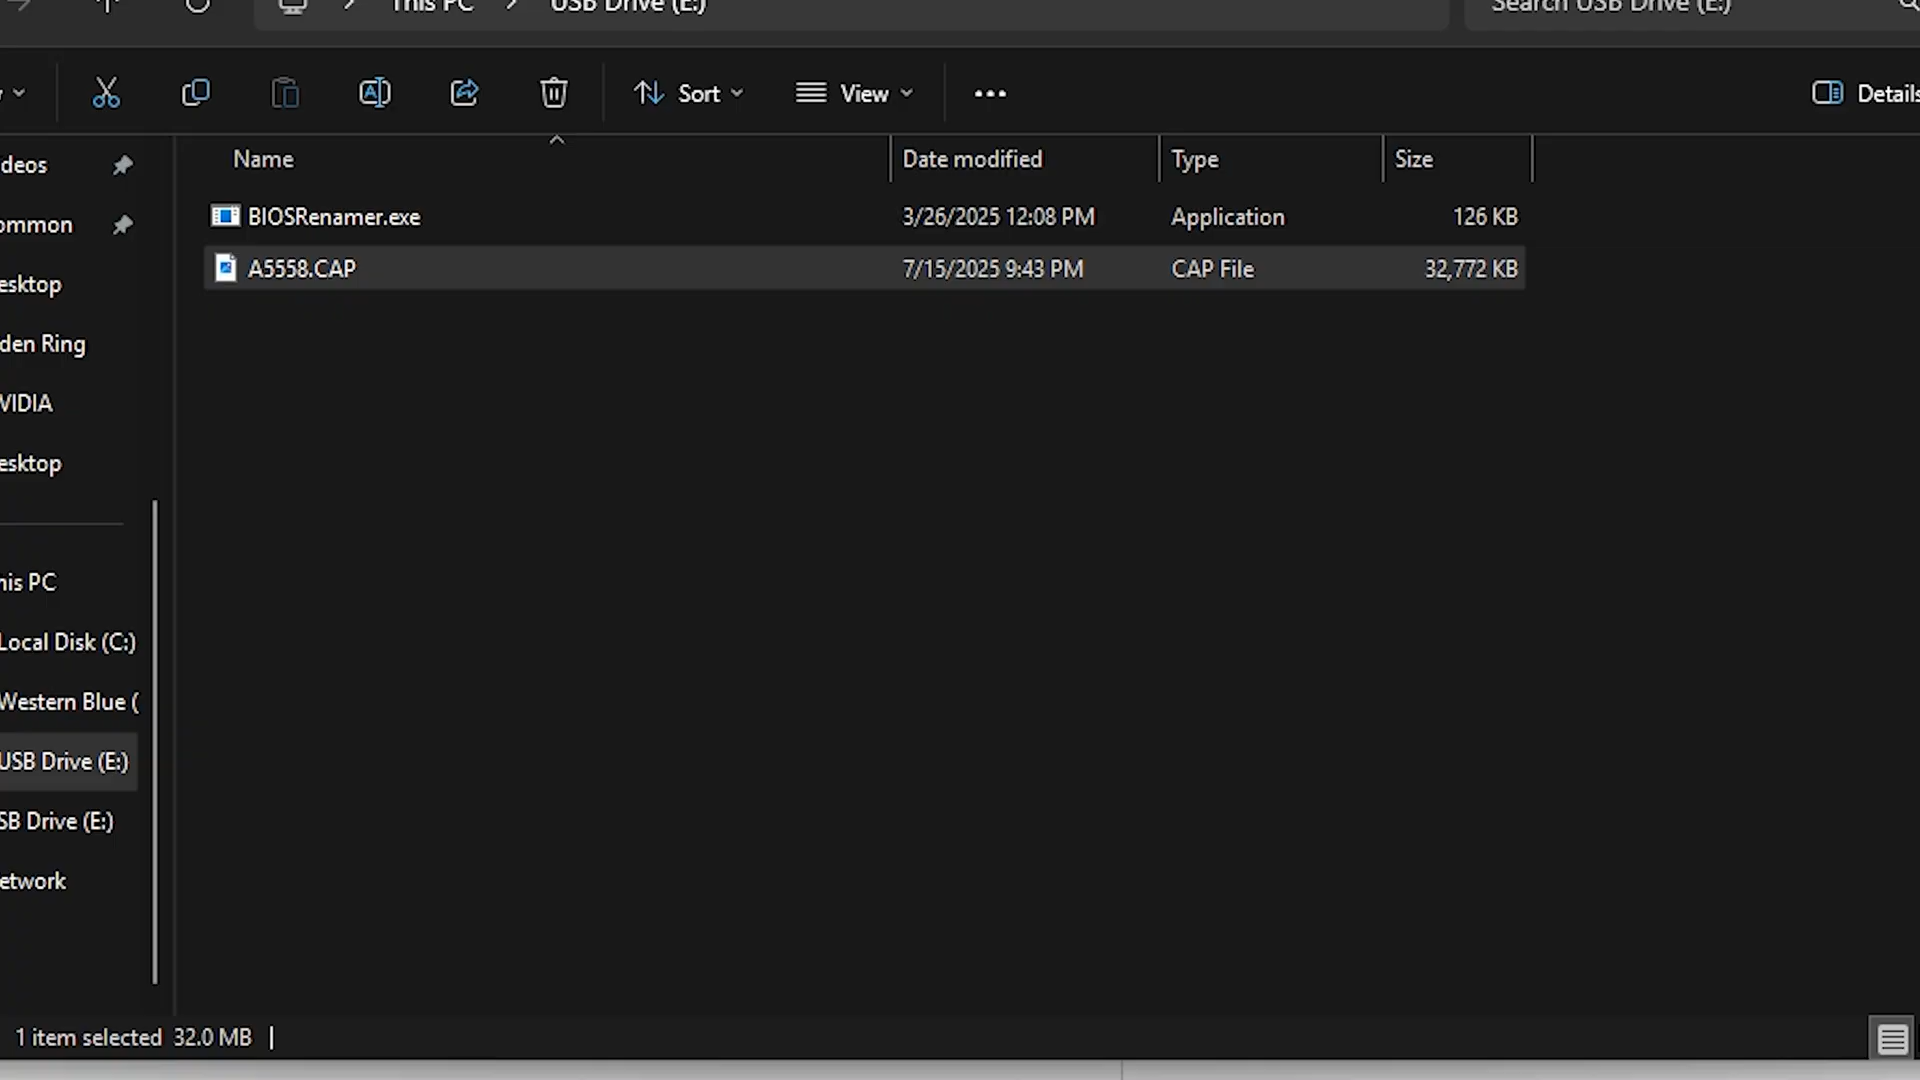 This PC > USB Drive (E:)
Search USB Drive (E:)
Sort View ••• Details
Name Date modified Type Size
BIOSRenamer.exe 3/26/2025 12:08 PM Application 126 KB
A5558.CAP 7/15/2025 9:43 PM CAP File 32,772 KB
deos
ommon
esktop
den Ring
VIDIA
esktop
his PC
Local Disk (C:)
Western Blue (
USB Drive (E:)
SB Drive (E:)
etwork
1 item selected 32.0 MB